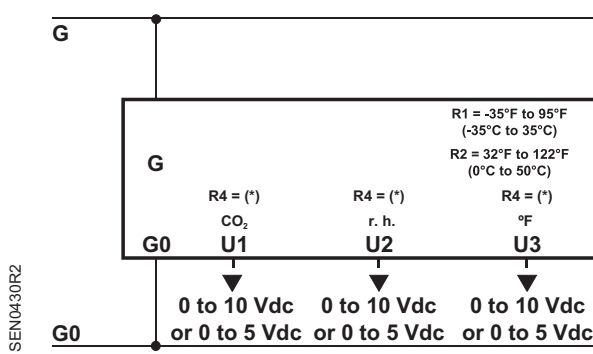 G
R1 = -35°F to 95°F
(-35°C to 35°C)
R2 = 32°F to 122°F
(0°C to 50°C)
G
R4 = (*) R4 = (*) R4 = (*)
CO₂ r. h. ºF
G0 U1 U2 U3
0 to 10 Vdc 0 to 10 Vdc 0 to 10 Vdc
G0 or 0 to 5 Vdc or 0 to 5 Vdc or 0 to 5 Vdc
SEN0430R2